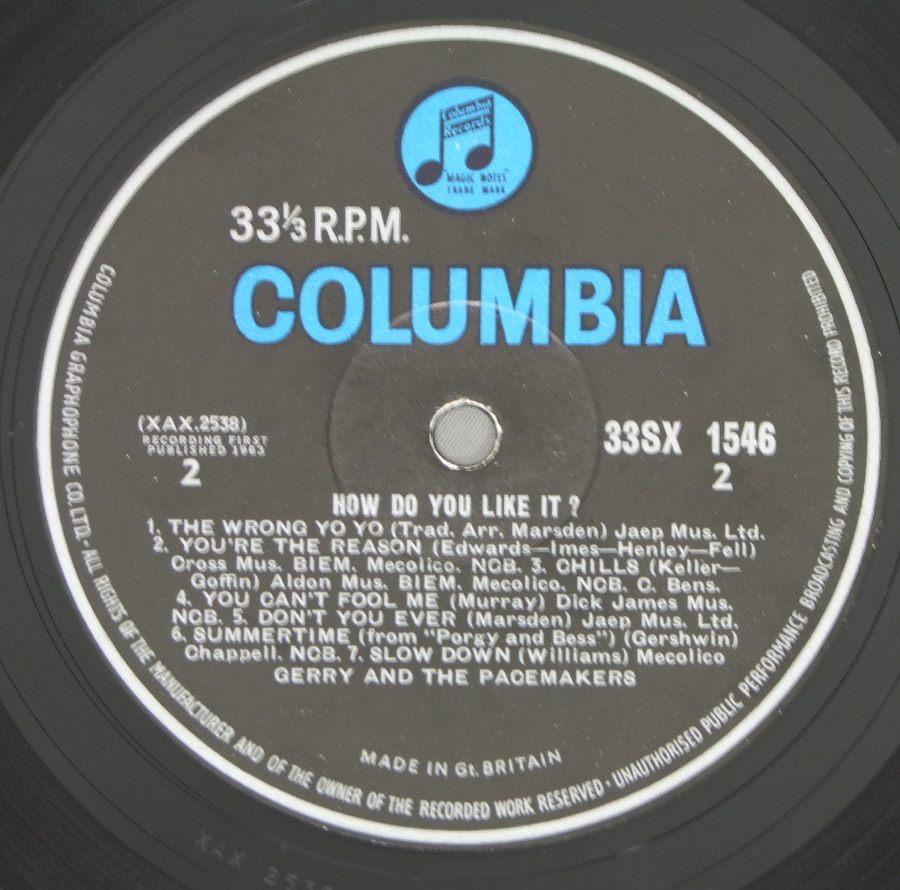 Columbia
Records
"MAGIC NOTES"
TRADE MARK
33⅓ R.P.M.
COLUMBIA
(XAX.2538)
RECORDING FIRST
PUBLISHED 1963
2
33SX 1546
2
HOW DO YOU LIKE IT ?
1. THE WRONG YO YO (Trad. Arr. Marsden) Jaep Mus. Ltd.
2. YOU'RE THE REASON (Edwards—Imes—Henley—Fell)
Cross Mus. BIEM. Mecolico. NCB. 3. CHILLS (Keller—
Goffin) Aldon Mus. BIEM. Mecolico. NCB. C. Bens.
4. YOU CAN'T FOOL ME (Murray) Dick James Mus.
NCB. 5. DON'T YOU EVER (Marsden) Jaep Mus. Ltd.
6. SUMMERTIME (from "Porgy and Bess") (Gershwin)
Chappell. NCB. 7. SLOW DOWN (Williams) Mecolico
GERRY AND THE PACEMAKERS
MADE IN Gt. BRITAIN
COLUMBIA GRAPHOPHONE CO. LTD. · ALL RIGHTS OF THE MANUFACTURER AND OF THE OWNER OF THE RECORDED WORK RESERVED · UNAUTHORISED PUBLIC PERFORMANCE BROADCASTING AND COPYING OF THIS RECORD PROHIBITED
XAX 2538